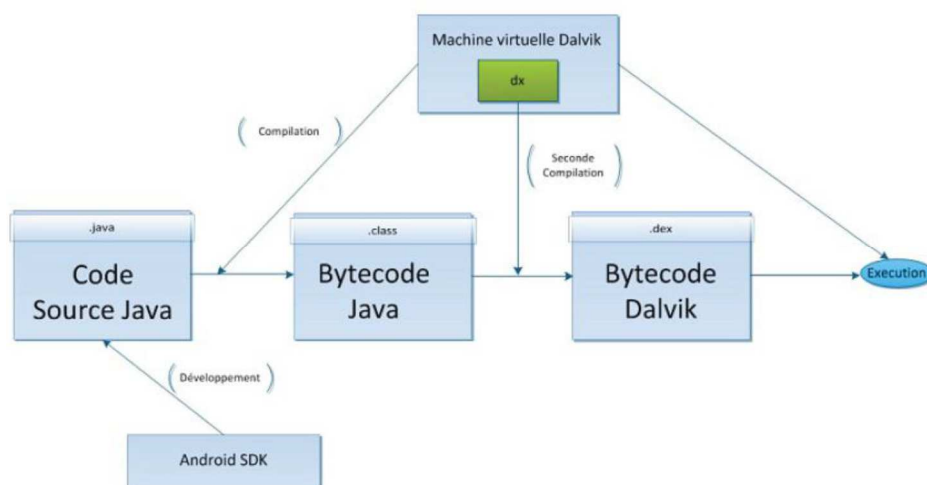 Machine virtuelle Dalvik
dx
Compilation
Seconde
Compilation
.java
Code
Source Java
.class
Bytecode
Java
.dex
Bytecode
Dalvik
Execution
Développement
Android SDK